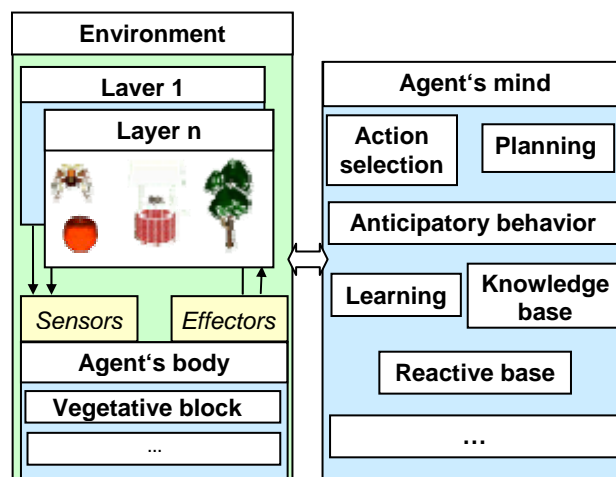 Environment
Laver 1
Layer n
Sensors
Effectors
Agent‘s body
Vegetative block
...
Agent‘s mind
Action
selection
Planning
Anticipatory behavior
Learning
Knowledge
base
Reactive base
...